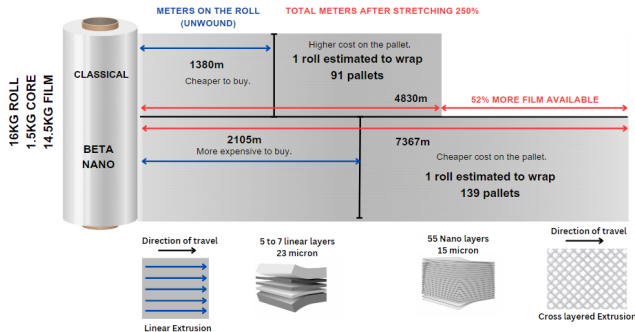 METERS ON THE ROLL
(UNWOUND)
TOTAL METERS AFTER STRETCHING 250%
16KG ROLL
1.5KG CORE
14.5KG FILM
CLASSICAL
1380m
Cheaper to buy.
Higher cost on the pallet.
1 roll estimated to wrap
91 pallets
4830m
52% MORE FILM AVAILABLE
BETA
NANO
2105m
More expensive to buy.
7367m
Cheaper cost on the pallet.
1 roll estimated to wrap
139 pallets
Direction of travel
Linear Extrusion
5 to 7 linear layers
23 micron
55 Nano layers
15 micron
Direction of travel
Cross layered Extrusion